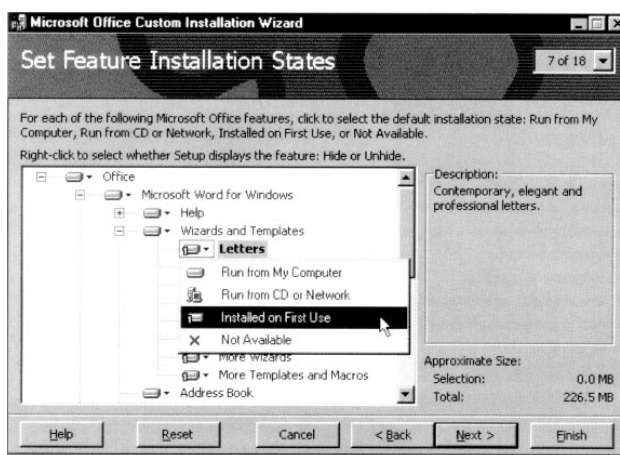 Microsoft Office Custom Installation Wizard
Set Feature Installation States
7 of 18
For each of the following Microsoft Office features, click to select the default installation state: Run from My
Computer, Run from CD or Network, Installed on First Use, or Not Available.
Right-click to select whether Setup displays the feature: Hide or Unhide.
Office
Microsoft Word for Windows
Help
Wizards and Templates
Letters
Run from My Computer
Run from CD or Network
Installed on First Use
Not Available
More Wizards
More Templates and Macros
Address Book
Description:
Contemporary, elegant and
professional letters.
Approximate Size:
Selection: 0.0 MB
Total: 226.5 MB
Help Reset Cancel < Back Next > Finish